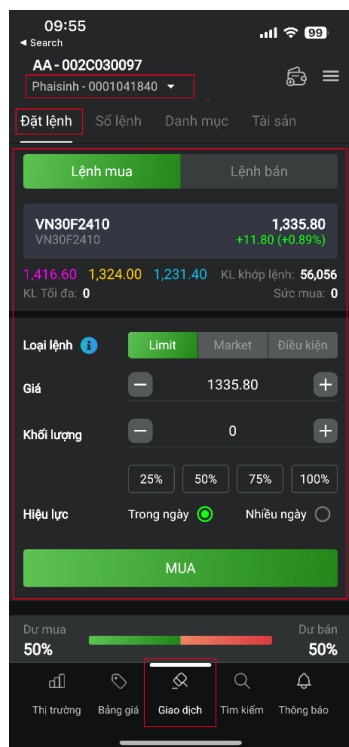 09:55
99
◄ Search
AA - 002C030097
Phaisinh - 0001041840
Đặt lệnh Sổ lệnh Danh mục Tài sản
Lệnh mua Lệnh bán
VN30F2410 1,335.80
VN30F2410 +11.80 (+0.89%)
1,416.60 1,324.00 1,231.40 KL khớp lệnh: 56,056
KL Tối đa: 0 Sức mua: 0
Loại lệnh Limit Market Điều kiện
Giá 1335.80
Khối lượng 0
25% 50% 75% 100%
Hiệu lực Trong ngày Nhiều ngày
MUA
Dư mua Dư bán
50% 50%
Thị trường Bảng giá Giao dịch Tìm kiếm Thông báo